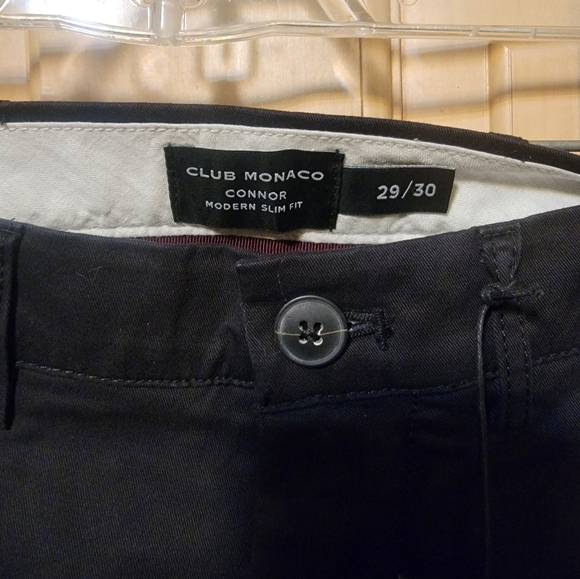 CLUB MONACO
CONNOR
MODERN SLIM FIT
29/30